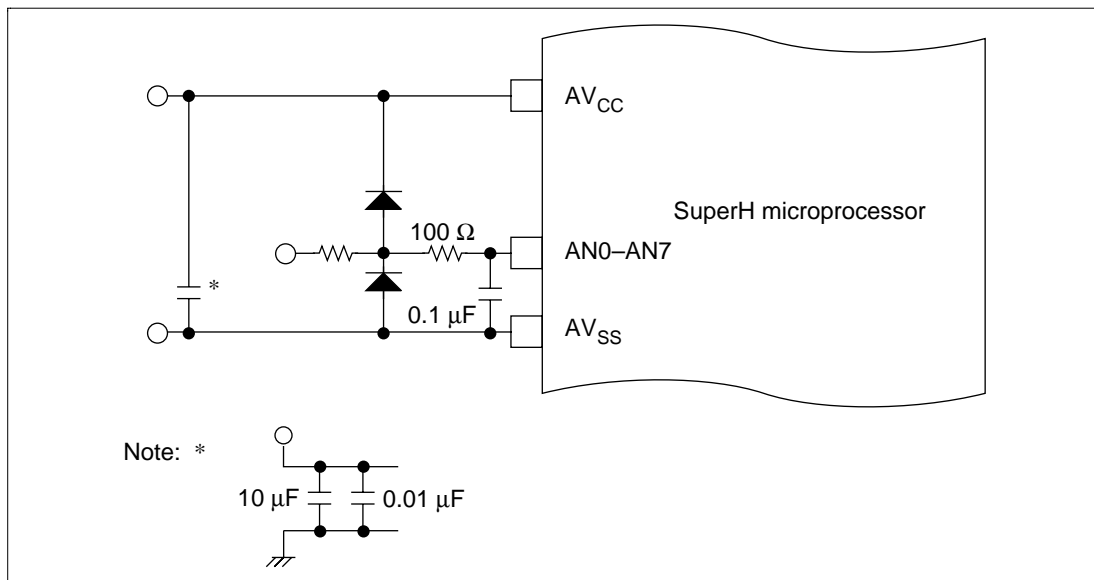 AVCC
SuperH microprocessor
100 Ω
AN0–AN7
*
0.1 µF
AVSS
Note: *
10 µF
0.01 µF